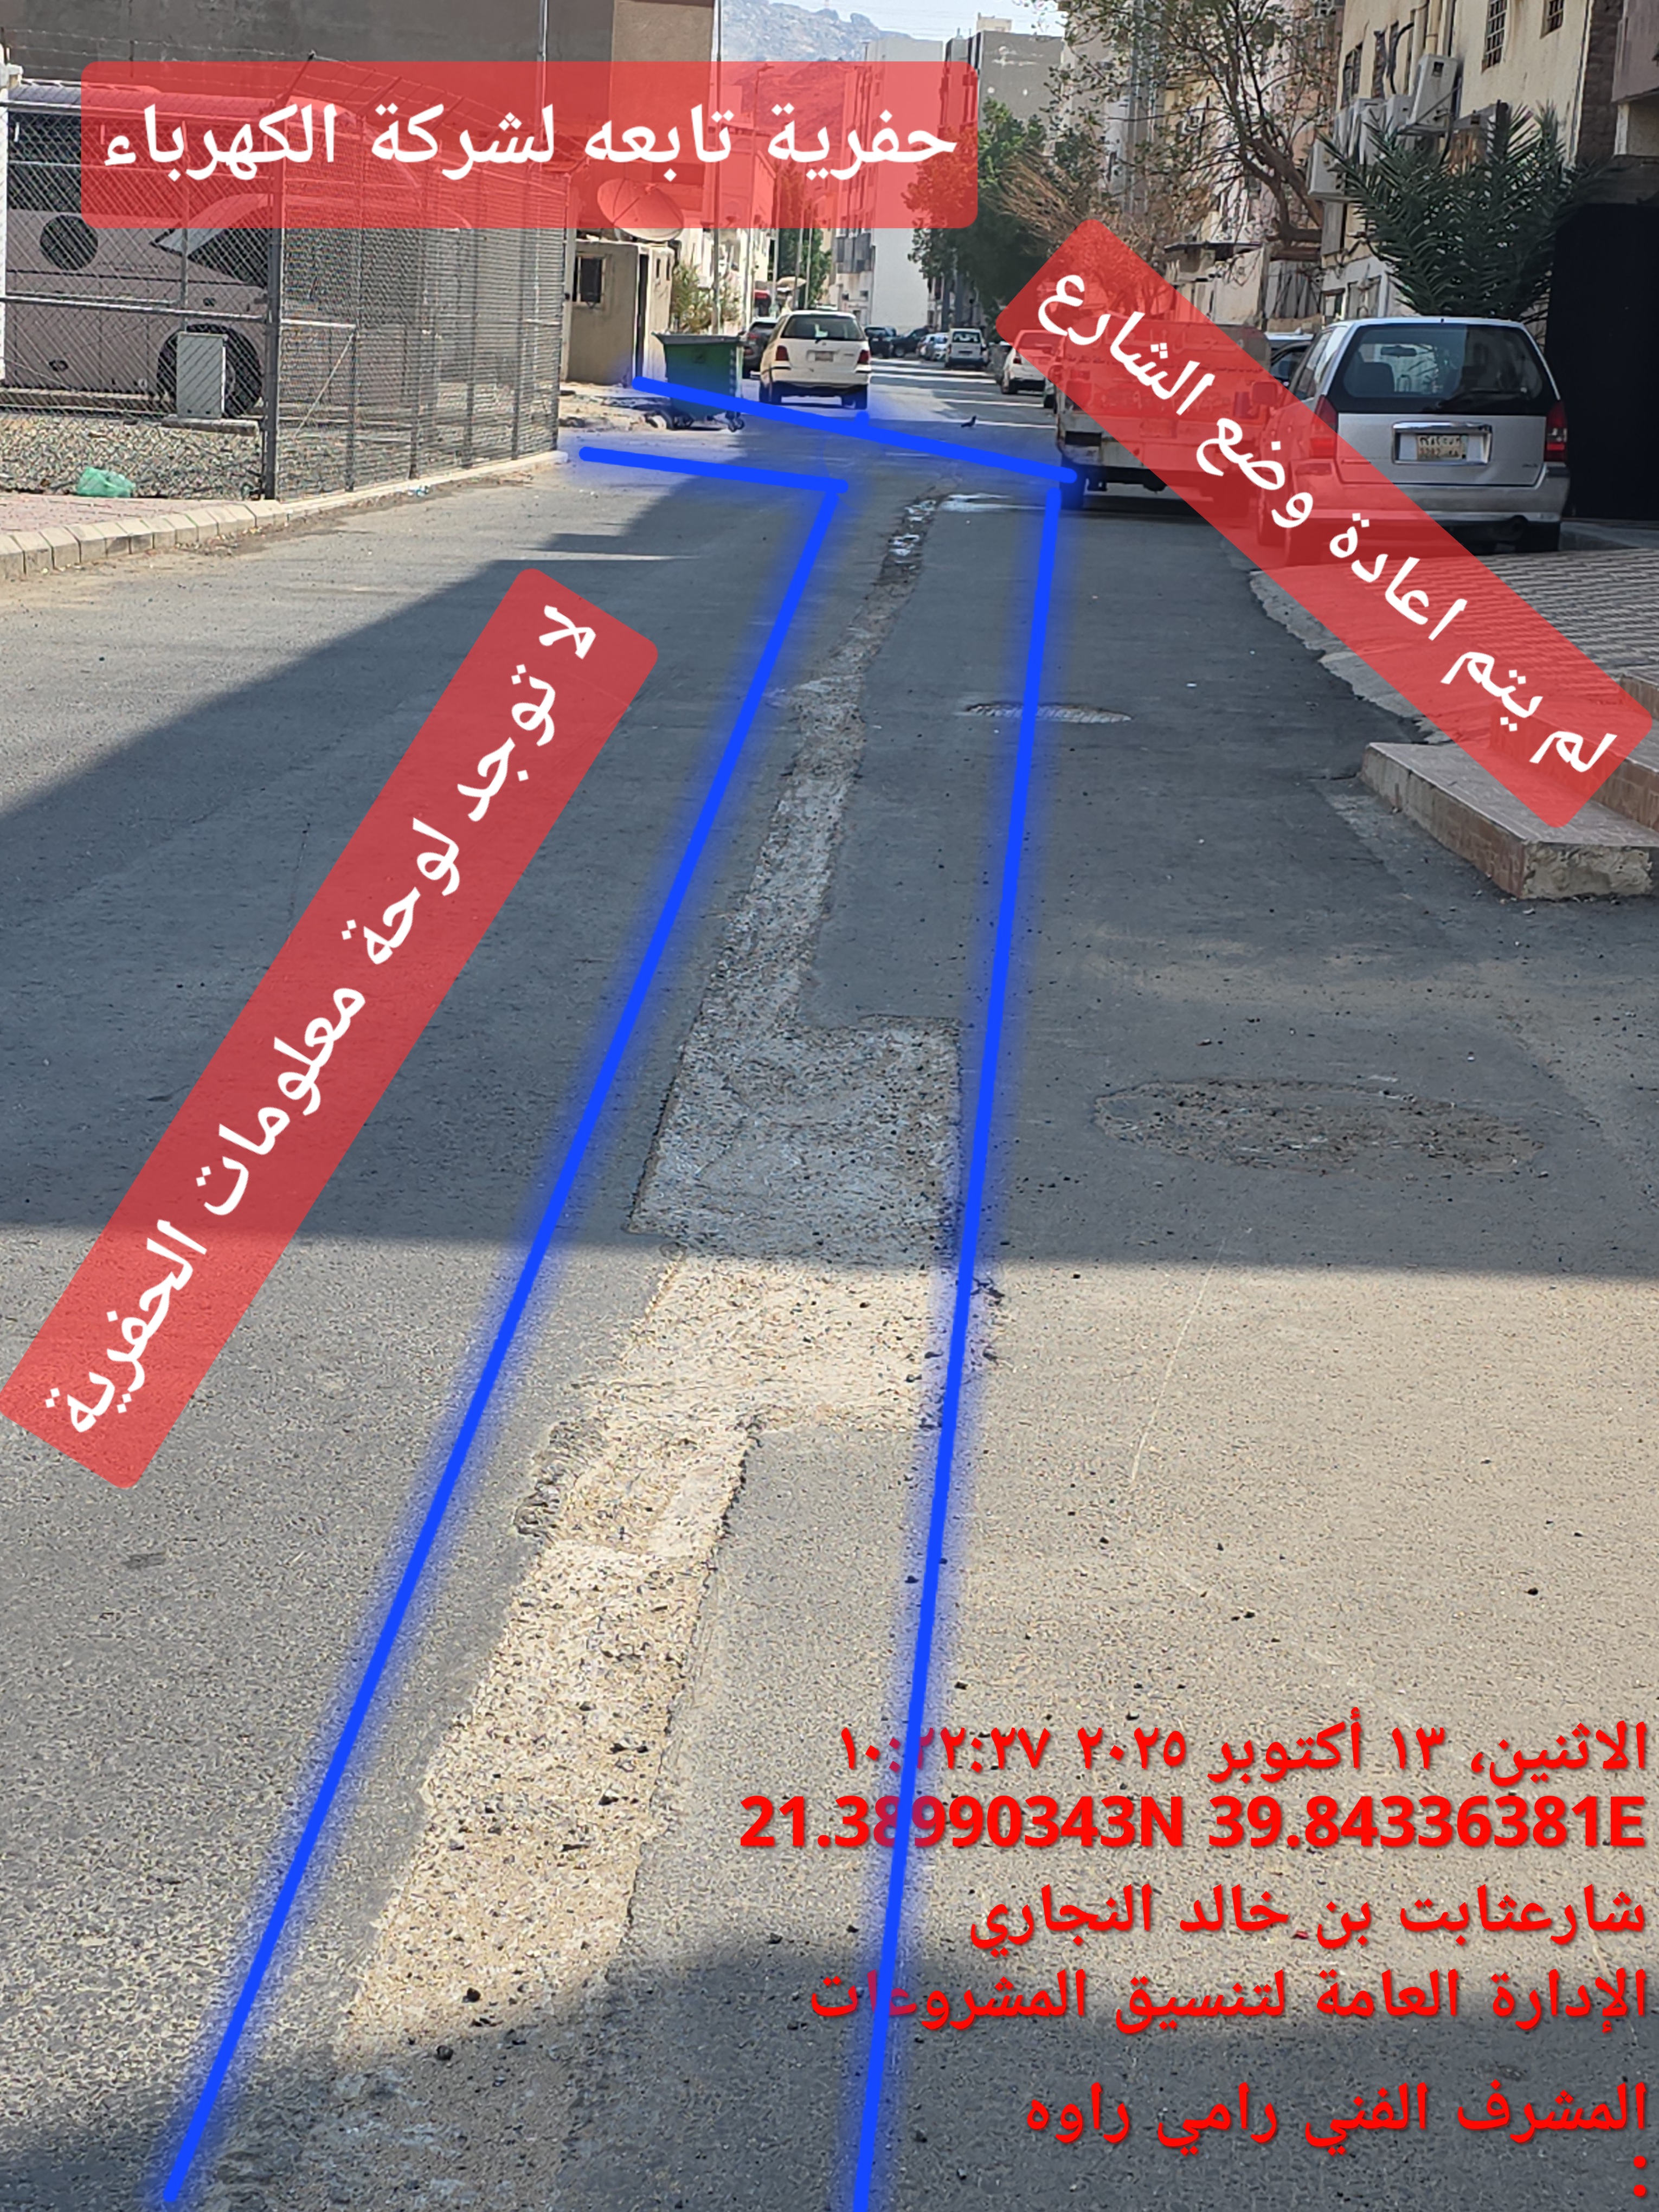 حفرية تابعه لشركة الكهرباء
لم يتم اعادة وضع الشارع
لا توجد لوحة معلومات الحفرية
الاثنين، ١٣ أكتوبر ٢٠٢٥ ١٠:٢٢:٢٧
21.38990343N 39.84336381E
شارعثابت بن خالد النجاري
الإدارة العامة لتنسيق المشروعات
المشرف الفني رامي راوه
: